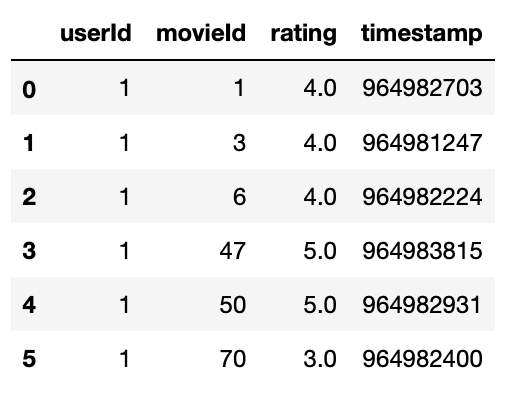 userId movieId rating timestamp
0 1 1 4.0 964982703
1 1 3 4.0 964981247
2 1 6 4.0 964982224
3 1 47 5.0 964983815
4 1 50 5.0 964982931
5 1 70 3.0 964982400